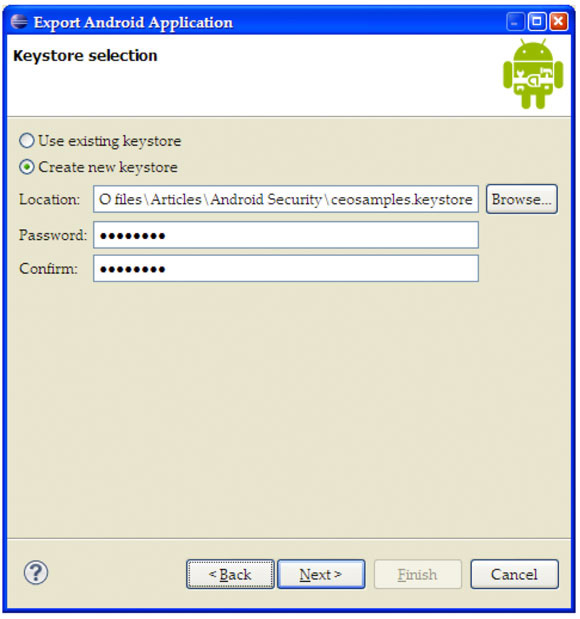 Export Android Application
Keystore selection
Use existing keystore
Create new keystore
Location: O files\Articles\Android Security\ceosamples.keystore Browse...
Password: ●●●●●●●●
Confirm: ●●●●●●●●
? < Back Next > Finish Cancel